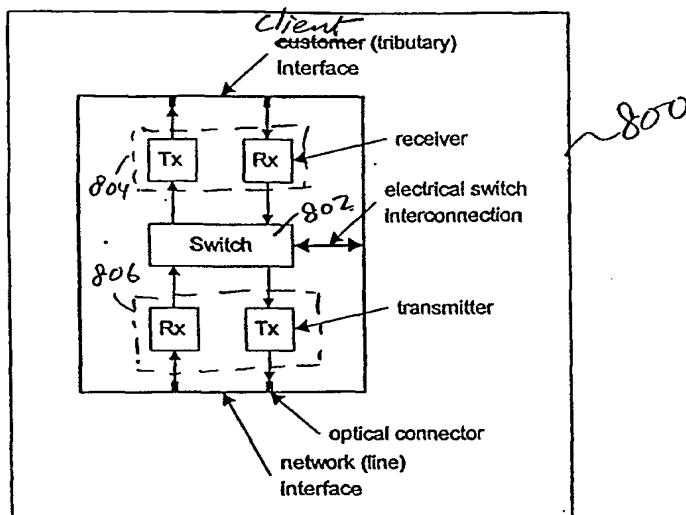 client
customer (tributary)
Interface
800
Tx
Rx
receiver
804
802
electrical switch
interconnection
Switch
806
Rx
Tx
transmitter
optical connector
network (line)
Interface